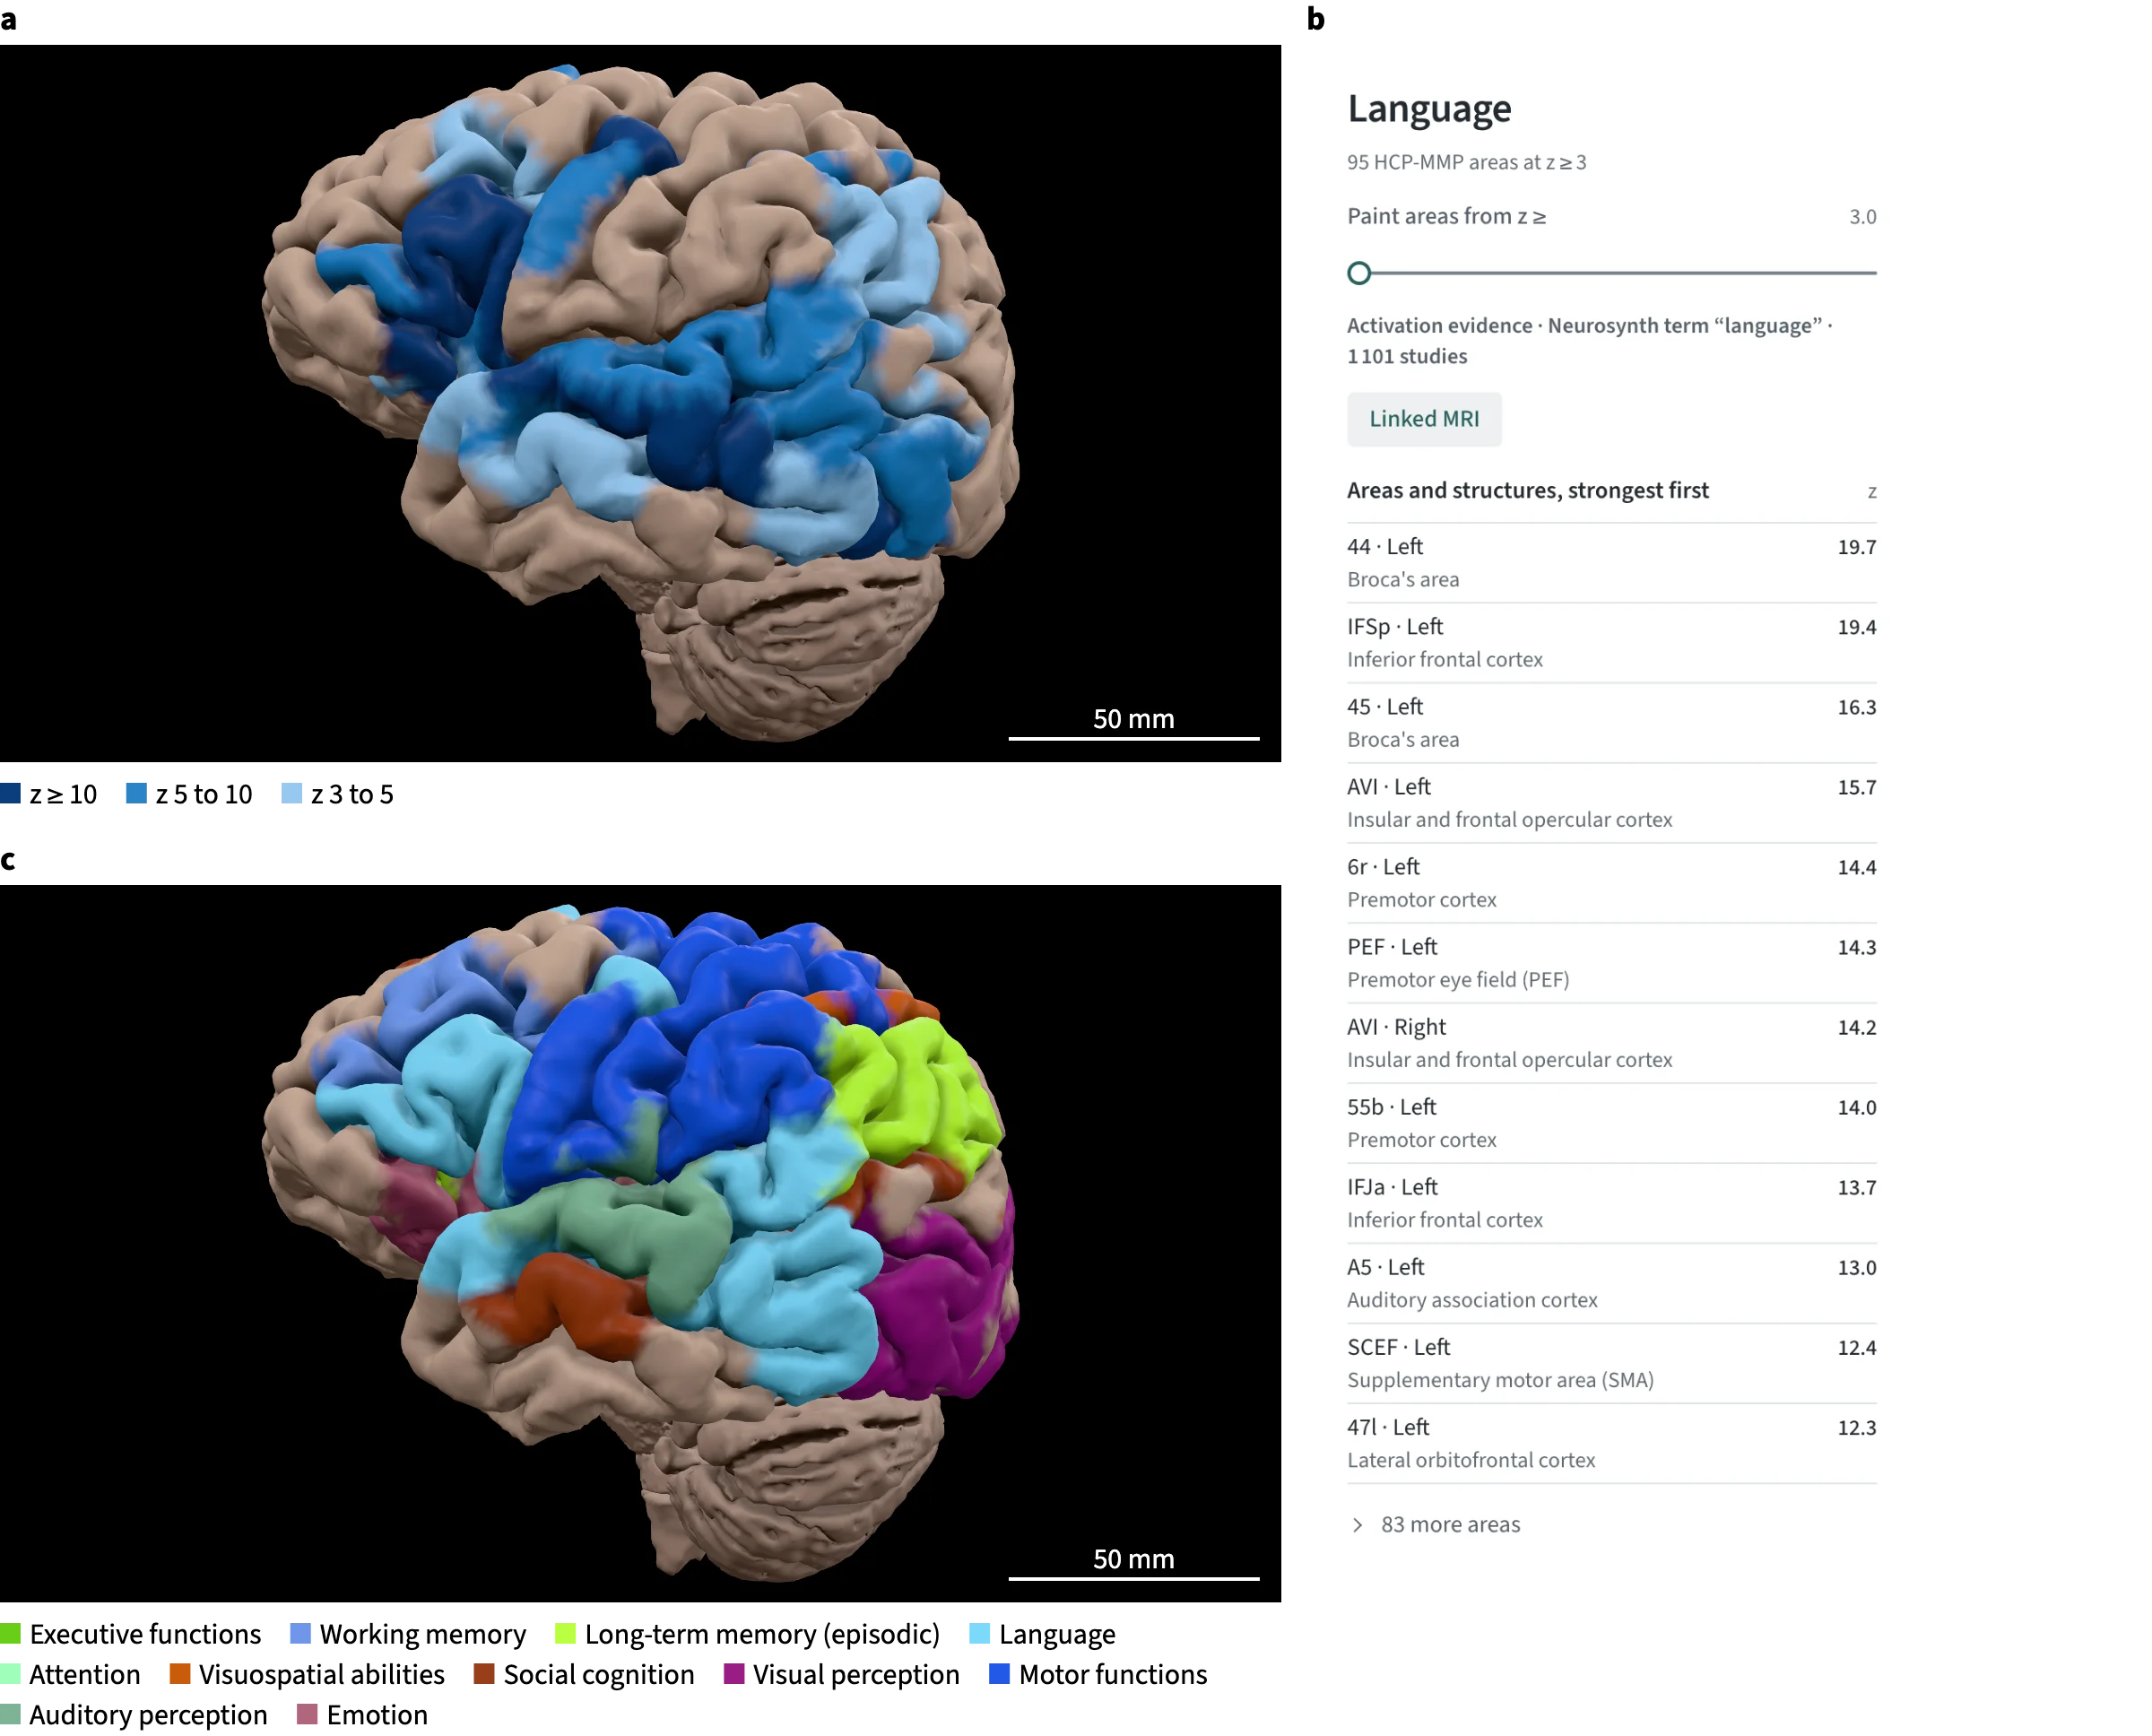 a
50 mm
z ≥ 10 z 5 to 10 z 3 to 5
b
Language
95 HCP-MMP areas at z ≥ 3
Paint areas from z ≥ 3.0
Activation evidence · Neurosynth term “language” ·
1 101 studies
Linked MRI
Areas and structures, strongest first z
44 · Left 19.7
Broca's area
IFSp · Left 19.4
Inferior frontal cortex
45 · Left 16.3
Broca's area
AVI · Left 15.7
Insular and frontal opercular cortex
6r · Left 14.4
Premotor cortex
PEF · Left 14.3
Premotor eye field (PEF)
AVI · Right 14.2
Insular and frontal opercular cortex
55b · Left 14.0
Premotor cortex
IFJa · Left 13.7
Inferior frontal cortex
A5 · Left 13.0
Auditory association cortex
SCEF · Left 12.4
Supplementary motor area (SMA)
47l · Left 12.3
Lateral orbitofrontal cortex
83 more areas
c
50 mm
Executive functions Working memory Long-term memory (episodic) Language
Attention Visuospatial abilities Social cognition Visual perception Motor functions
Auditory perception Emotion